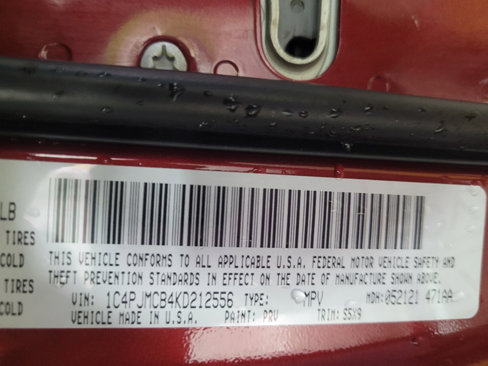 LB
TIRES
COLD
THIS VEHICLE CONFORMS TO ALL APPLICABLE U.S.A. FEDERAL MOTOR VEHICLE SAFETY AND
THEFT PREVENTION STANDARDS IN EFFECT ON THE DATE OF MANUFACTURE SHOWN ABOVE.
TIRES
COLD
VIN: 1C4PJMCB4KD212556 TYPE: MPV MDH: 052121 471AA
VEHICLE MADE IN U.S.A. PAINT: PRV TRIM: S5X9